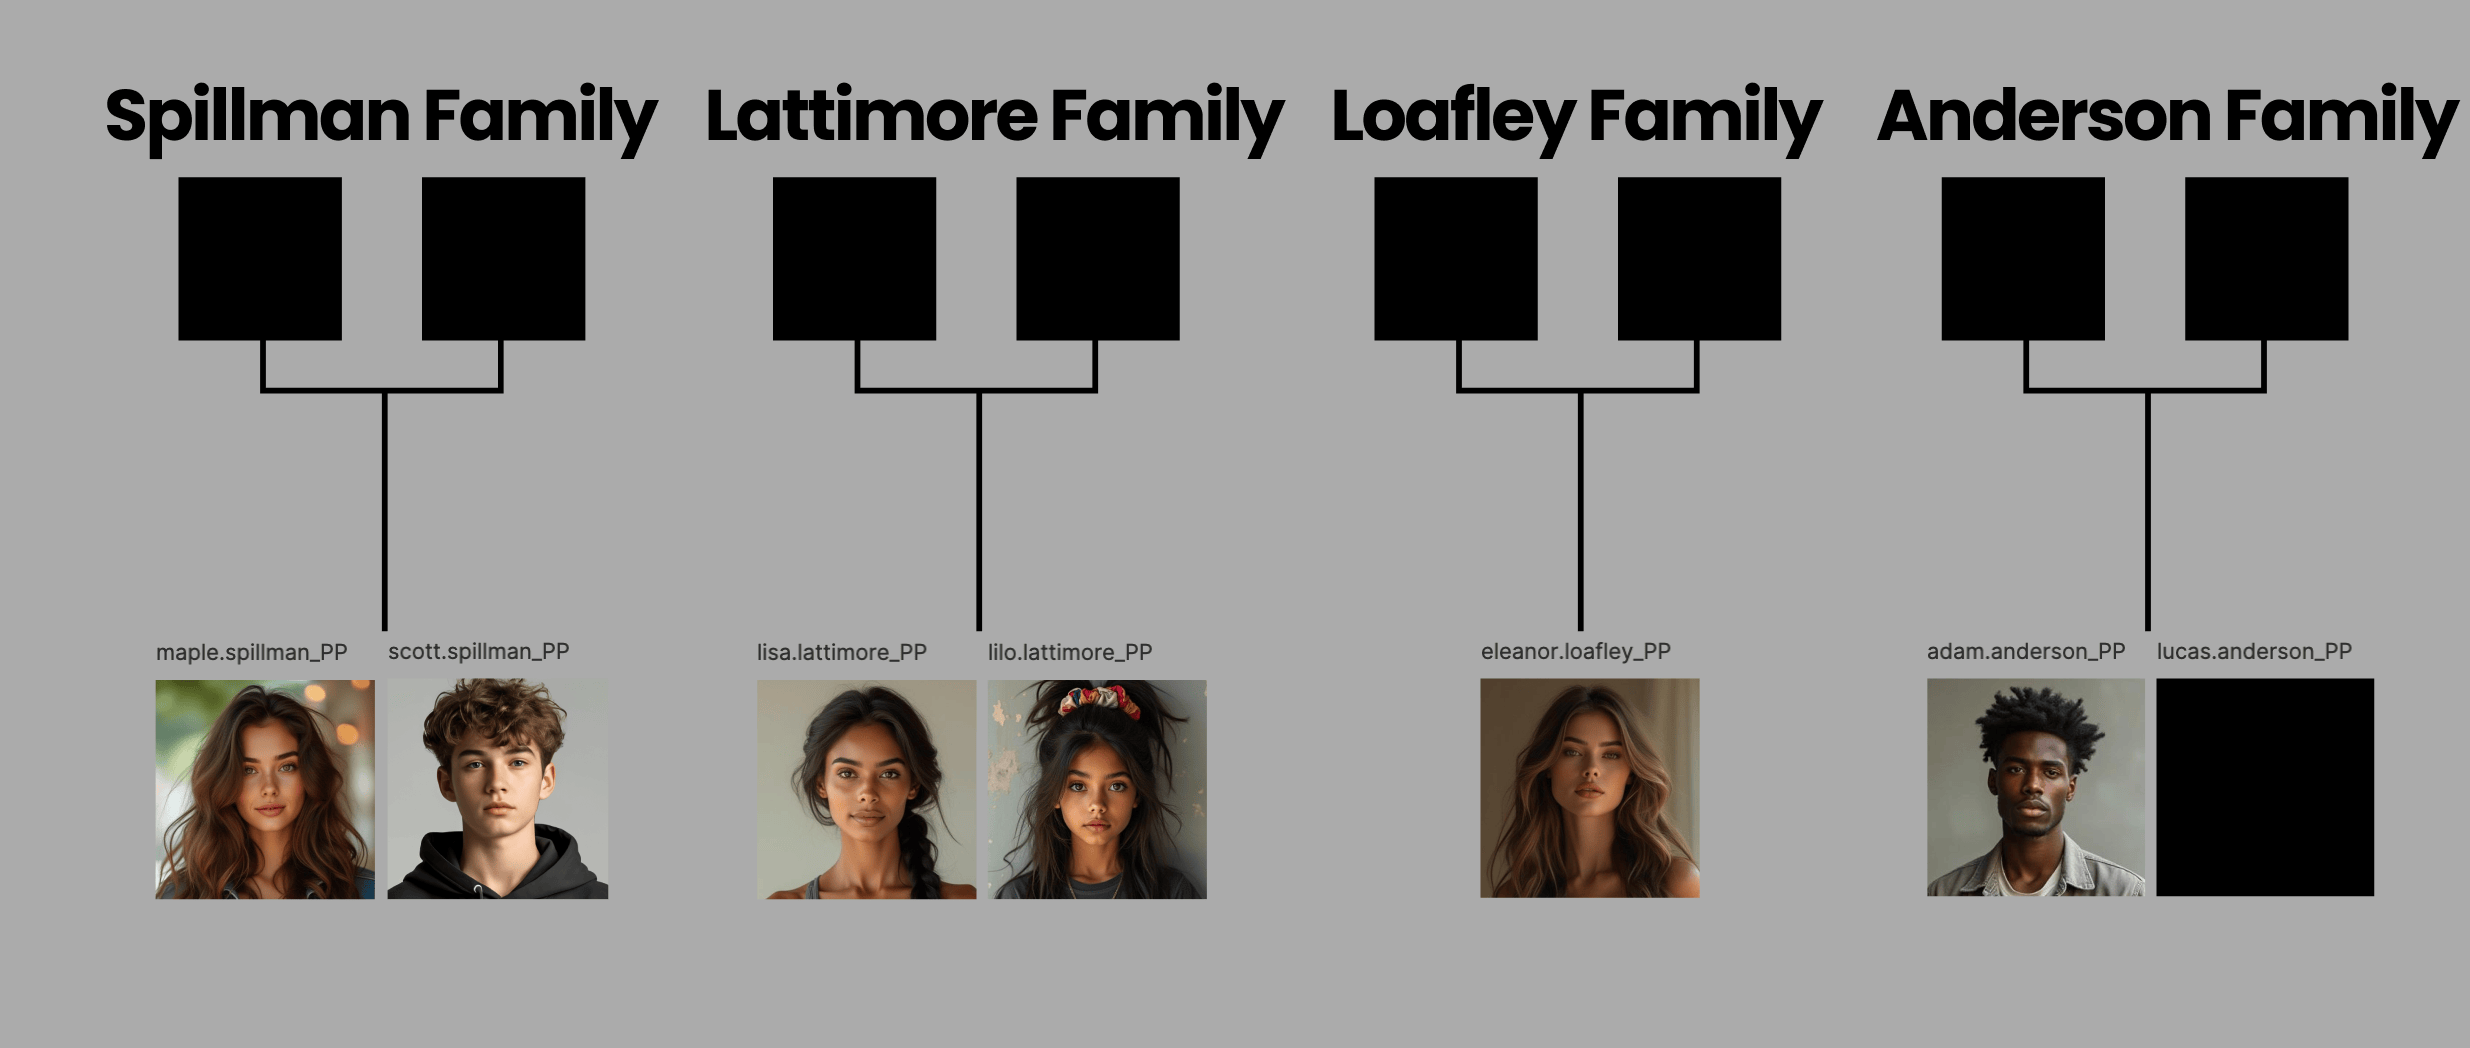 Spillman Family
Lattimore Family
Loafley Family
Anderson Family
maple.spillman_PP
scott.spillman_PP
lisa.lattimore_PP
lilo.lattimore_PP
eleanor.loafley_PP
adam.anderson_PP
lucas.anderson_PP